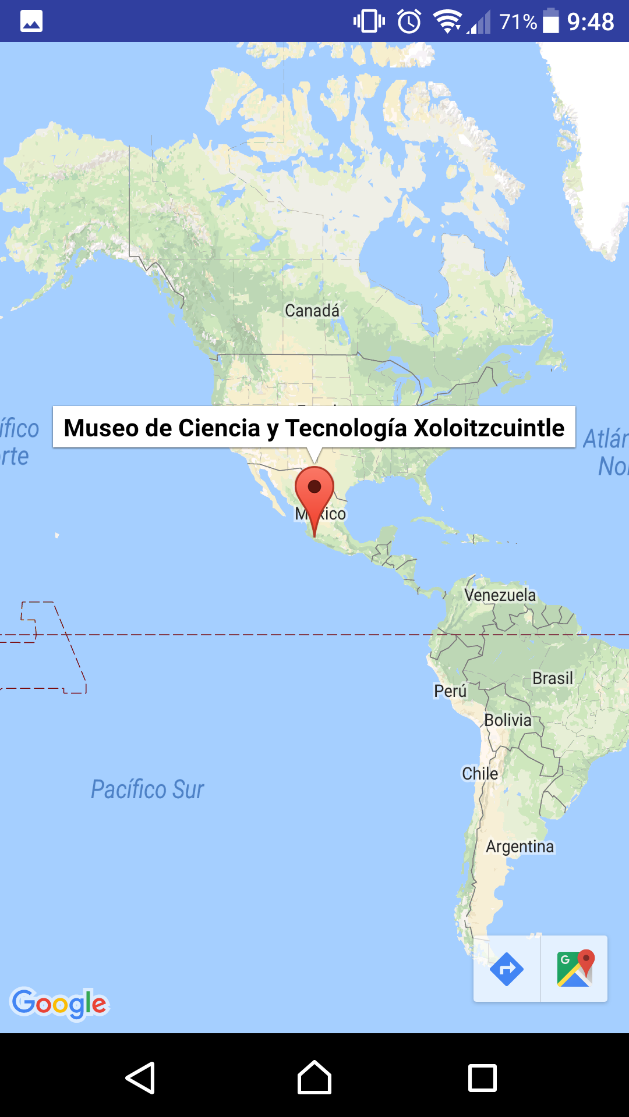 71% 9:48
Canadá
Museo de Ciencia y Tecnología Xoloitzcuintle
ífico
rte
Atlán
No
México
Venezuela
Brasil
Perú
Bolivia
Chile
Pacífico Sur
Argentina
G
Google